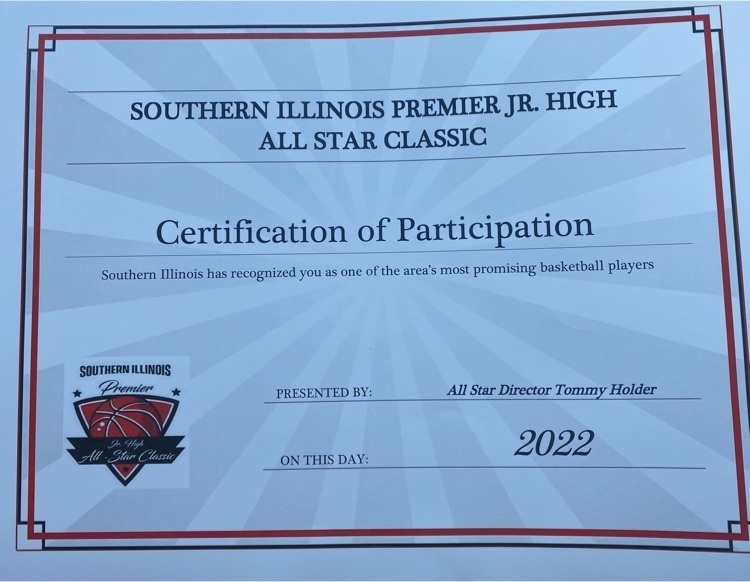 SOUTHERN ILLINOIS PREMIER JR. HIGH
ALL STAR CLASSIC
Certification of Participation
Southern Illinois has recognized you as one of the area's most promising basketball players
SOUTHERN ILLINOIS
Premier
Jr. High
All-Star Classic
PRESENTED BY: All Star Director Tommy Holder
ON THIS DAY: 2022